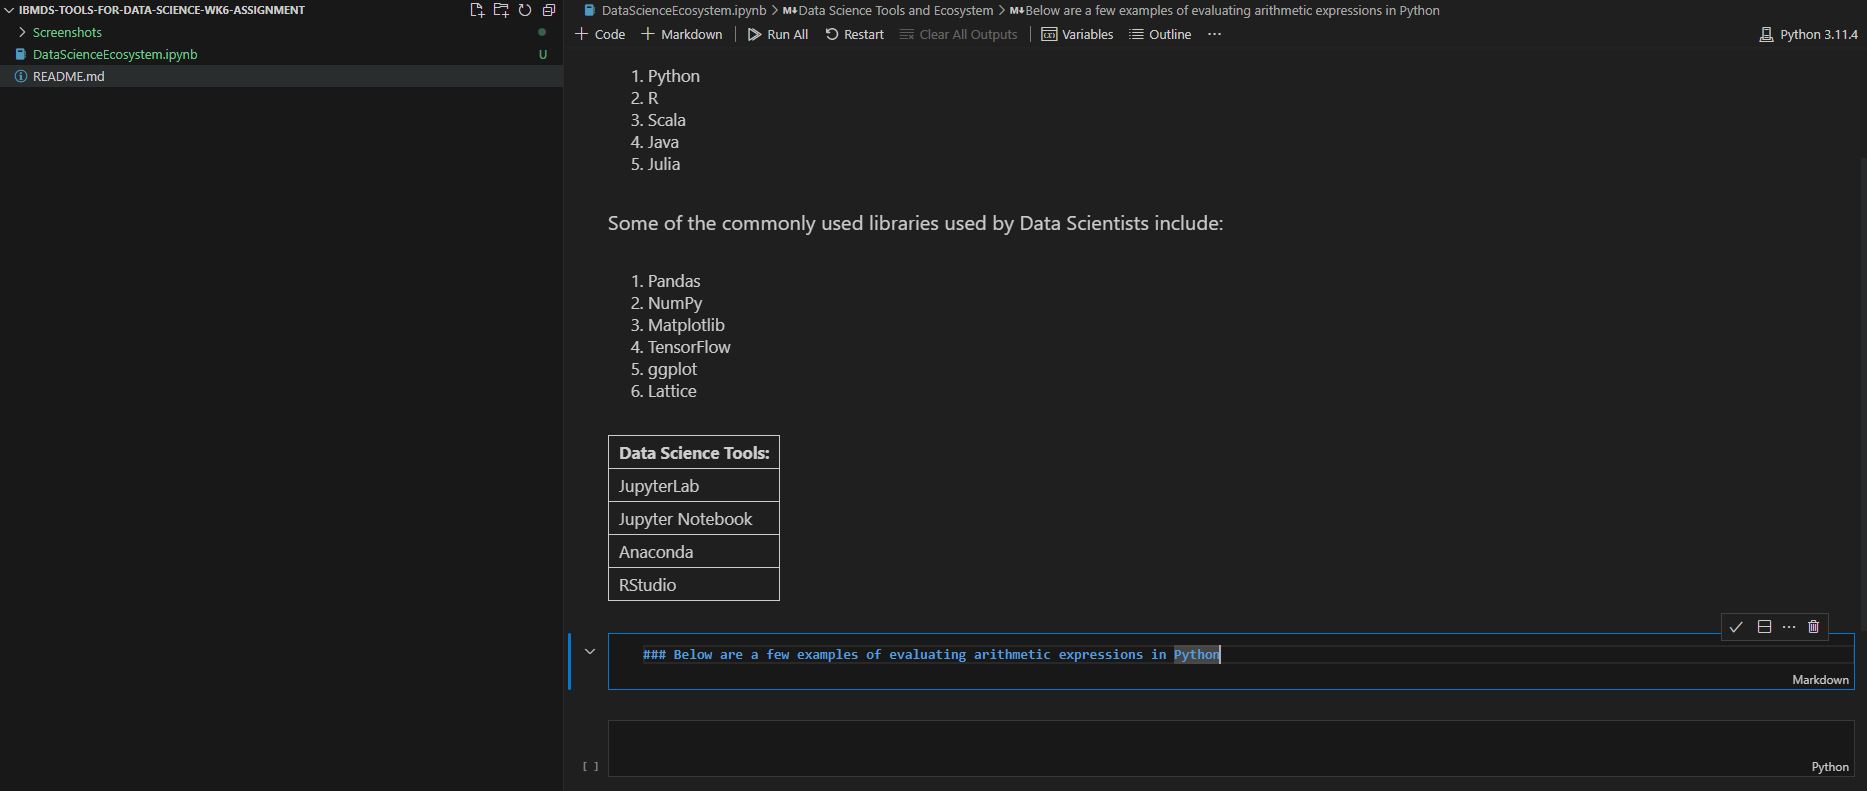 IBMDS-TOOLS-FOR-DATA-SCIENCE-WK6-ASSIGNMENT
Screenshots
DataScienceEcosystem.ipynb U
README.md
DataScienceEcosystem.ipynb > M↓Data Science Tools and Ecosystem > M↓Below are a few examples of evaluating arithmetic expressions in Python
+ Code + Markdown | Run All Restart Clear All Outputs | Variables Outline ··· Python 3.11.4
1. Python
2. R
3. Scala
4. Java
5. Julia
Some of the commonly used libraries used by Data Scientists include:
1. Pandas
2. NumPy
3. Matplotlib
4. TensorFlow
5. ggplot
6. Lattice
Data Science Tools:
JupyterLab
Jupyter Notebook
Anaconda
RStudio
### Below are a few examples of evaluating arithmetic expressions in Python
Markdown
[ ]
Python